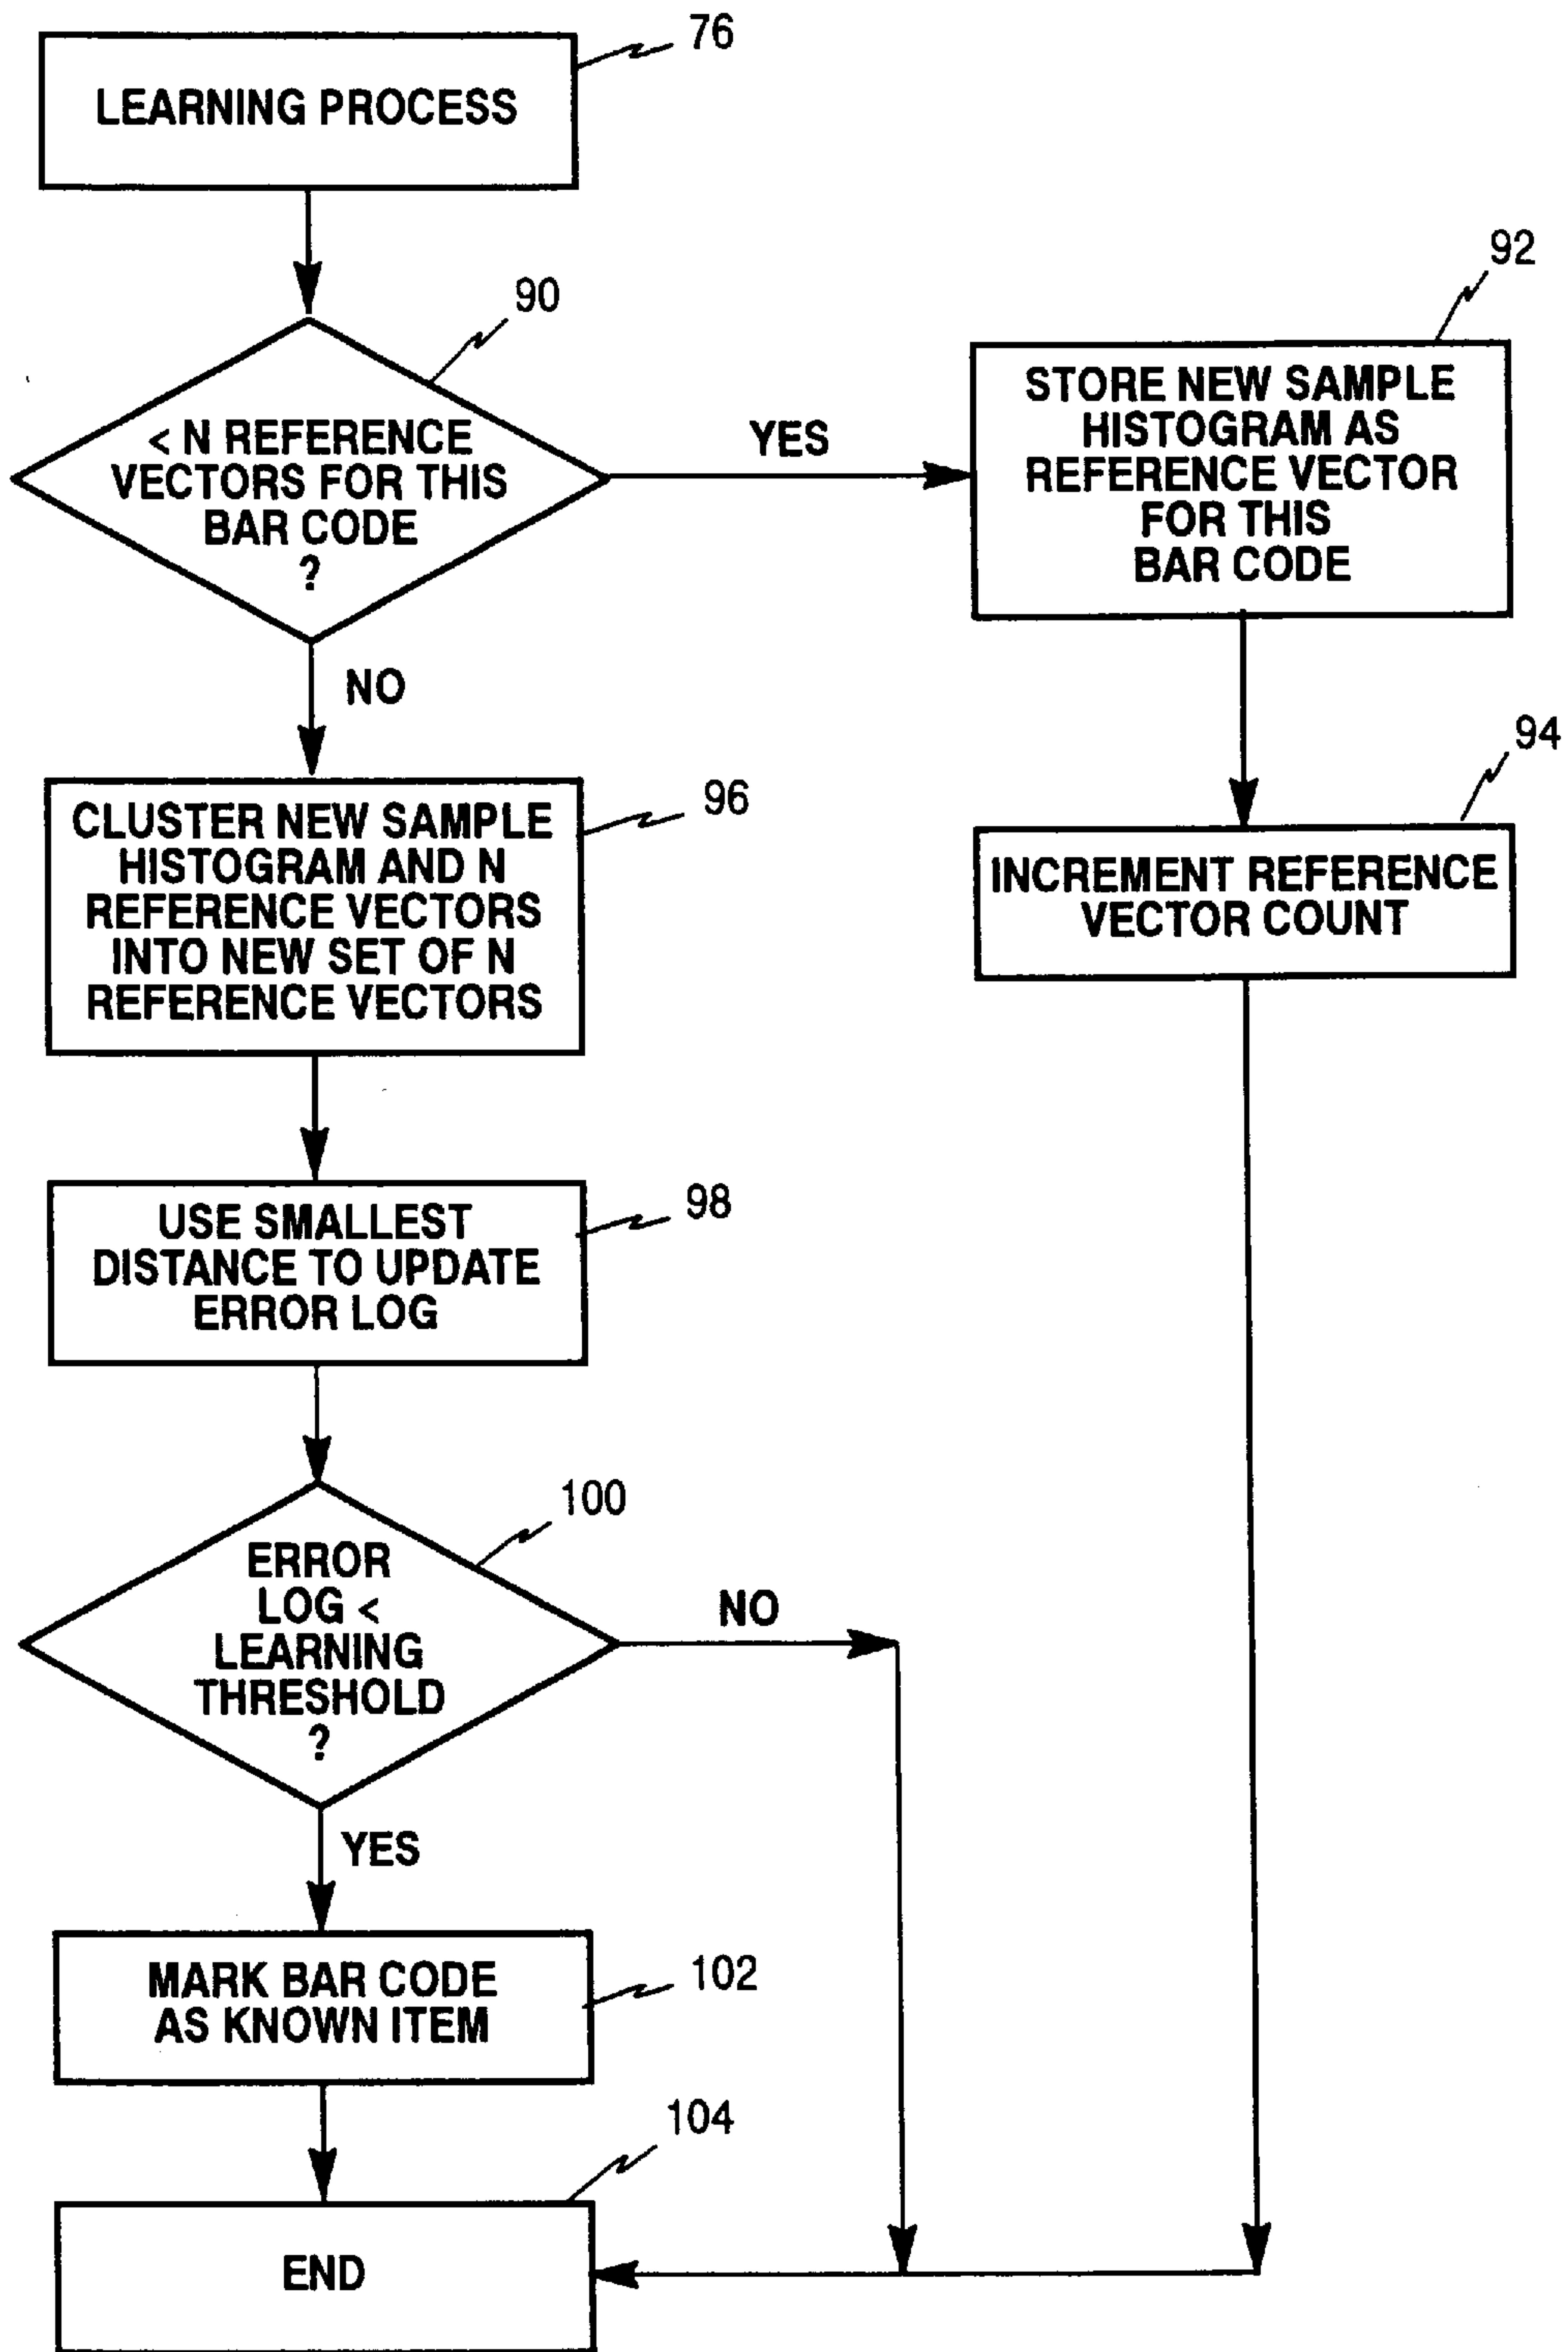 76
LEARNING PROCESS
90
< N REFERENCE
VECTORS FOR THIS
BAR CODE
?
YES
92
STORE NEW SAMPLE
HISTOGRAM AS
REFERENCE VECTOR
FOR THIS
BAR CODE
NO
94
INCREMENT REFERENCE
VECTOR COUNT
96
CLUSTER NEW SAMPLE
HISTOGRAM AND N
REFERENCE VECTORS
INTO NEW SET OF N
REFERENCE VECTORS
98
USE SMALLEST
DISTANCE TO UPDATE
ERROR LOG
100
ERROR
LOG <
LEARNING
THRESHOLD
?
NO
YES
102
MARK BAR CODE
AS KNOWN ITEM
104
END